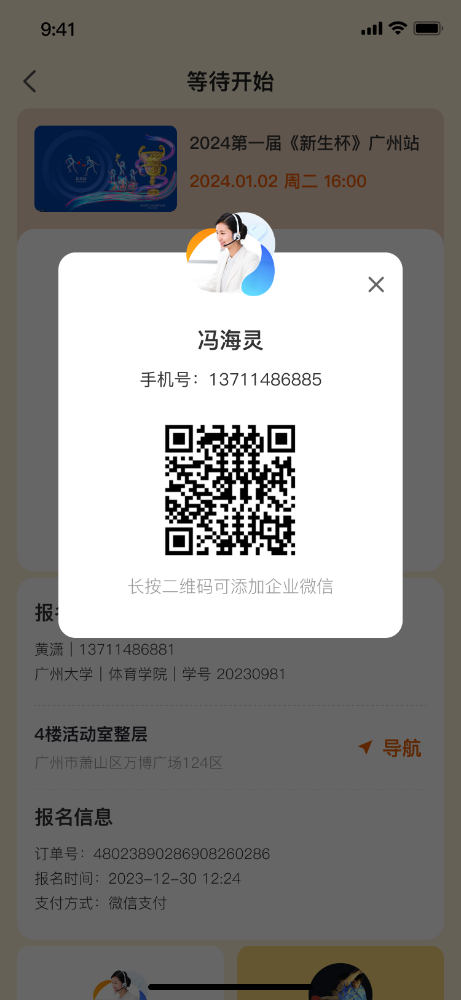 9:41
等待开始
2024第一届《新生杯》广州站
2024.01.02 周二 16:00
SPORTS CHAMPION
冯海灵
手机号：13711486885
长按二维码可添加企业微信
报
黄潇｜13711486881
广州大学｜体育学院｜学号 20230981
4楼活动室整层
广州市萧山区万博广场124区
导航
报名信息
订单号：48023890286908260286
报名时间：2023-12-30 12:24
支付方式：微信支付